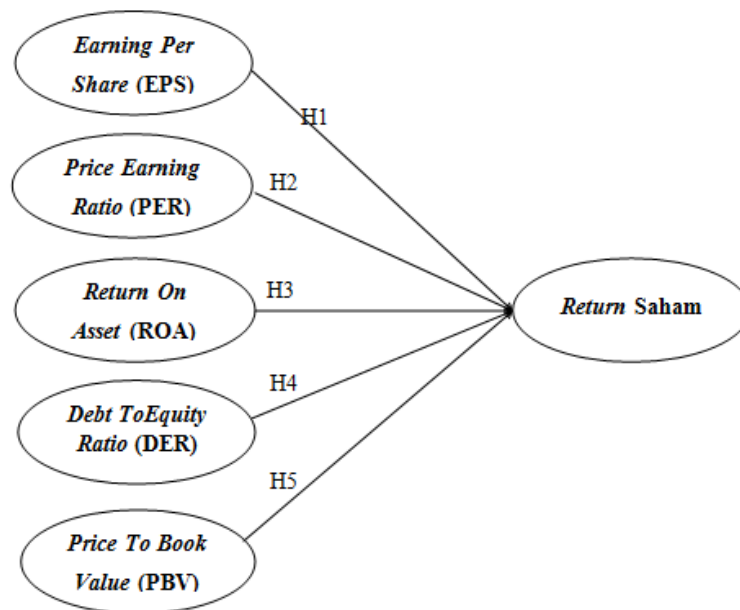 Earning Per
Share (EPS)
H1
Price Earning
Ratio (PER)
H2
Return On
Asset (ROA)
H3
Return Saham
Debt ToEquity
Ratio (DER)
H4
Price To Book
Value (PBV)
H5